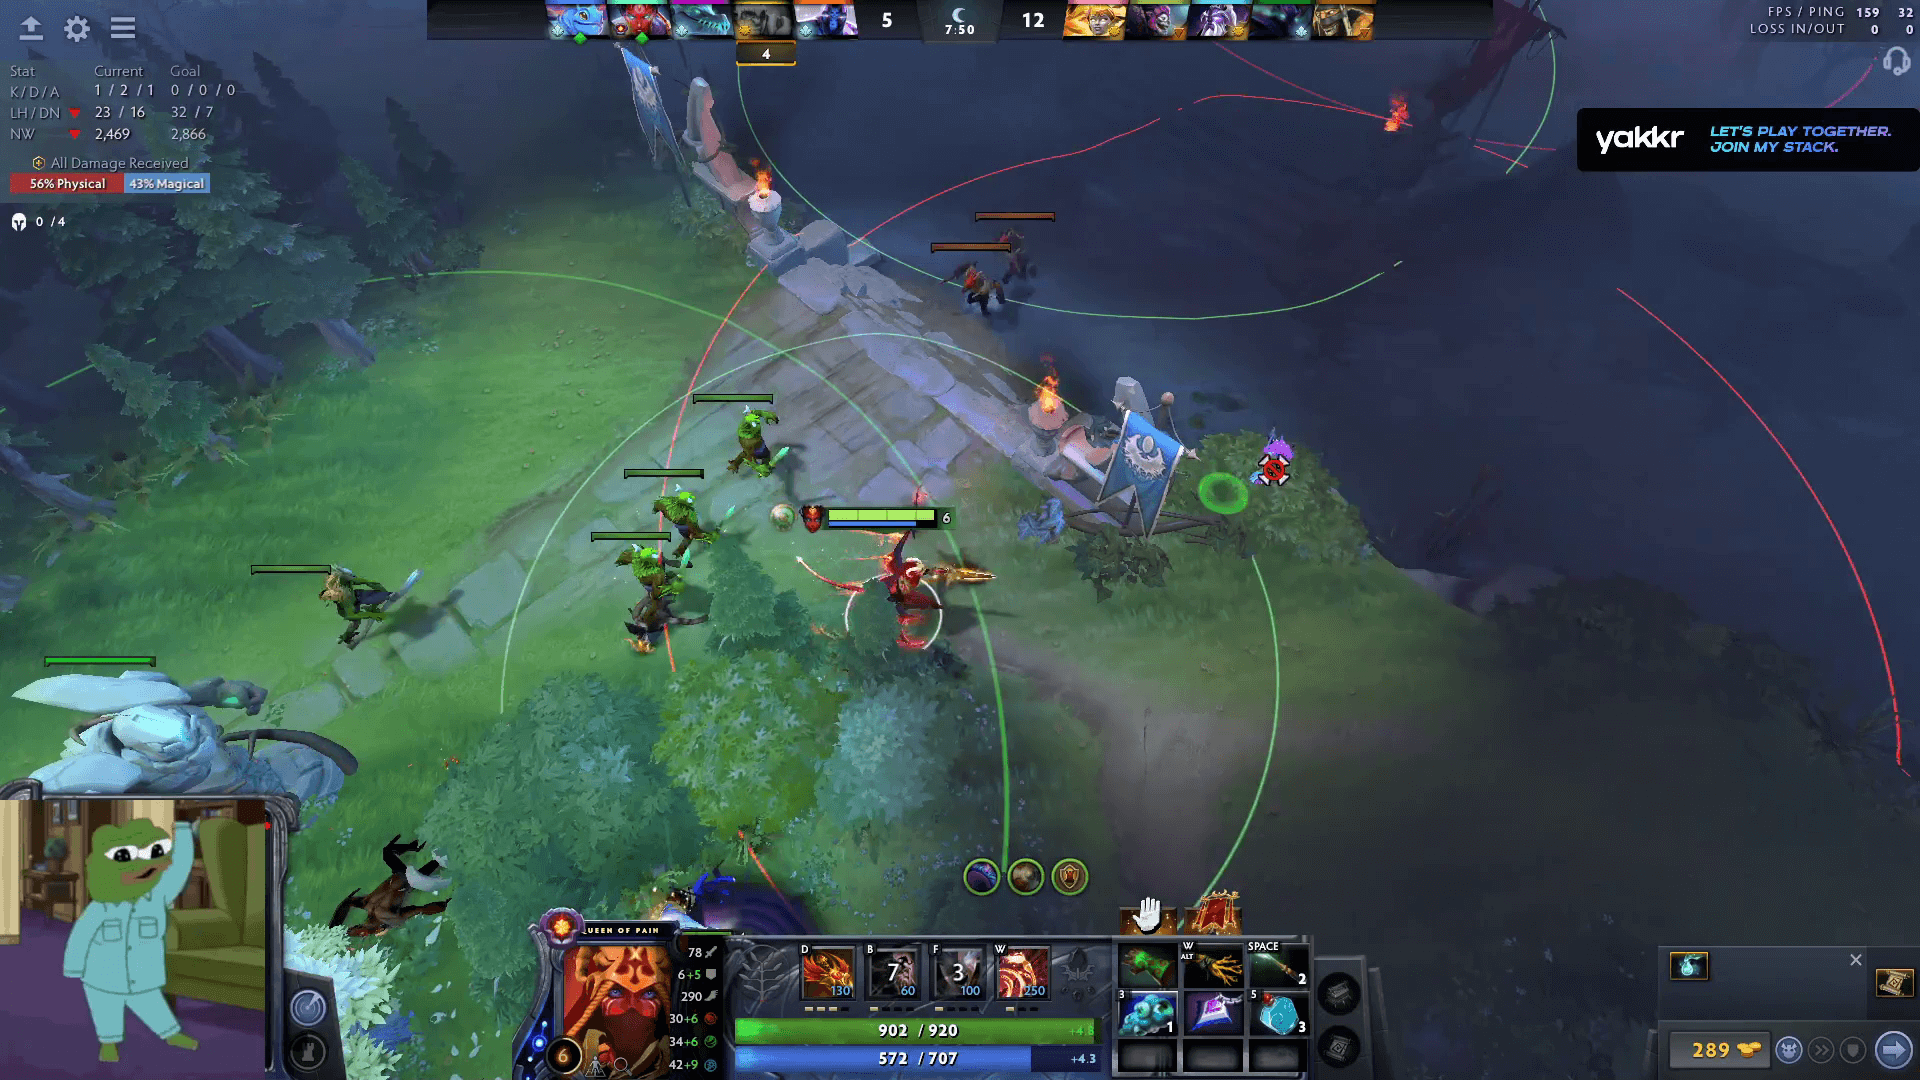 5
7:50
12
4
FPS / PING 159 32
LOSS IN/OUT 0 0
Stat Current Goal
K/D/A 1 / 2 / 1 0 / 0 / 0
LH/DN 23 / 16 32 / 7
NW 2,469 2,866
All Damage Received
56% Physical 43% Magical
0 /4
yakkr
LET'S PLAY TOGETHER.
JOIN MY STACK.
6
QUEEN OF PAIN
78
6+5
290
30+6
34+6
42+9
6
D B F W
7 3
130 60 100 250
902 / 920
572 / 707 +4.3
W
ALT
SPACE
2
3 5
1 3
289